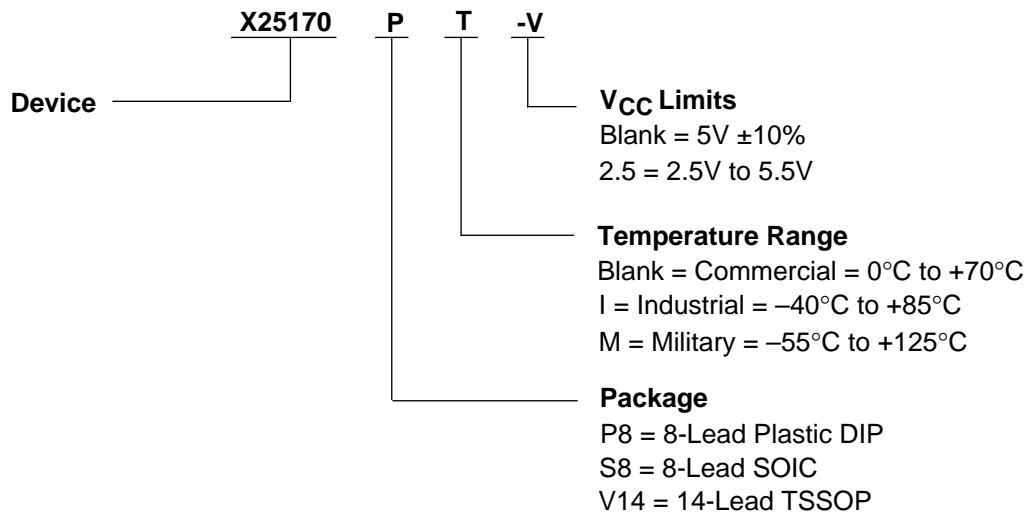 X25170 P T -V
Device
VCC Limits
Blank = 5V ±10%
2.5 = 2.5V to 5.5V
Temperature Range
Blank = Commercial = 0°C to +70°C
I = Industrial = –40°C to +85°C
M = Military = –55°C to +125°C
Package
P8 = 8-Lead Plastic DIP
S8 = 8-Lead SOIC
V14 = 14-Lead TSSOP